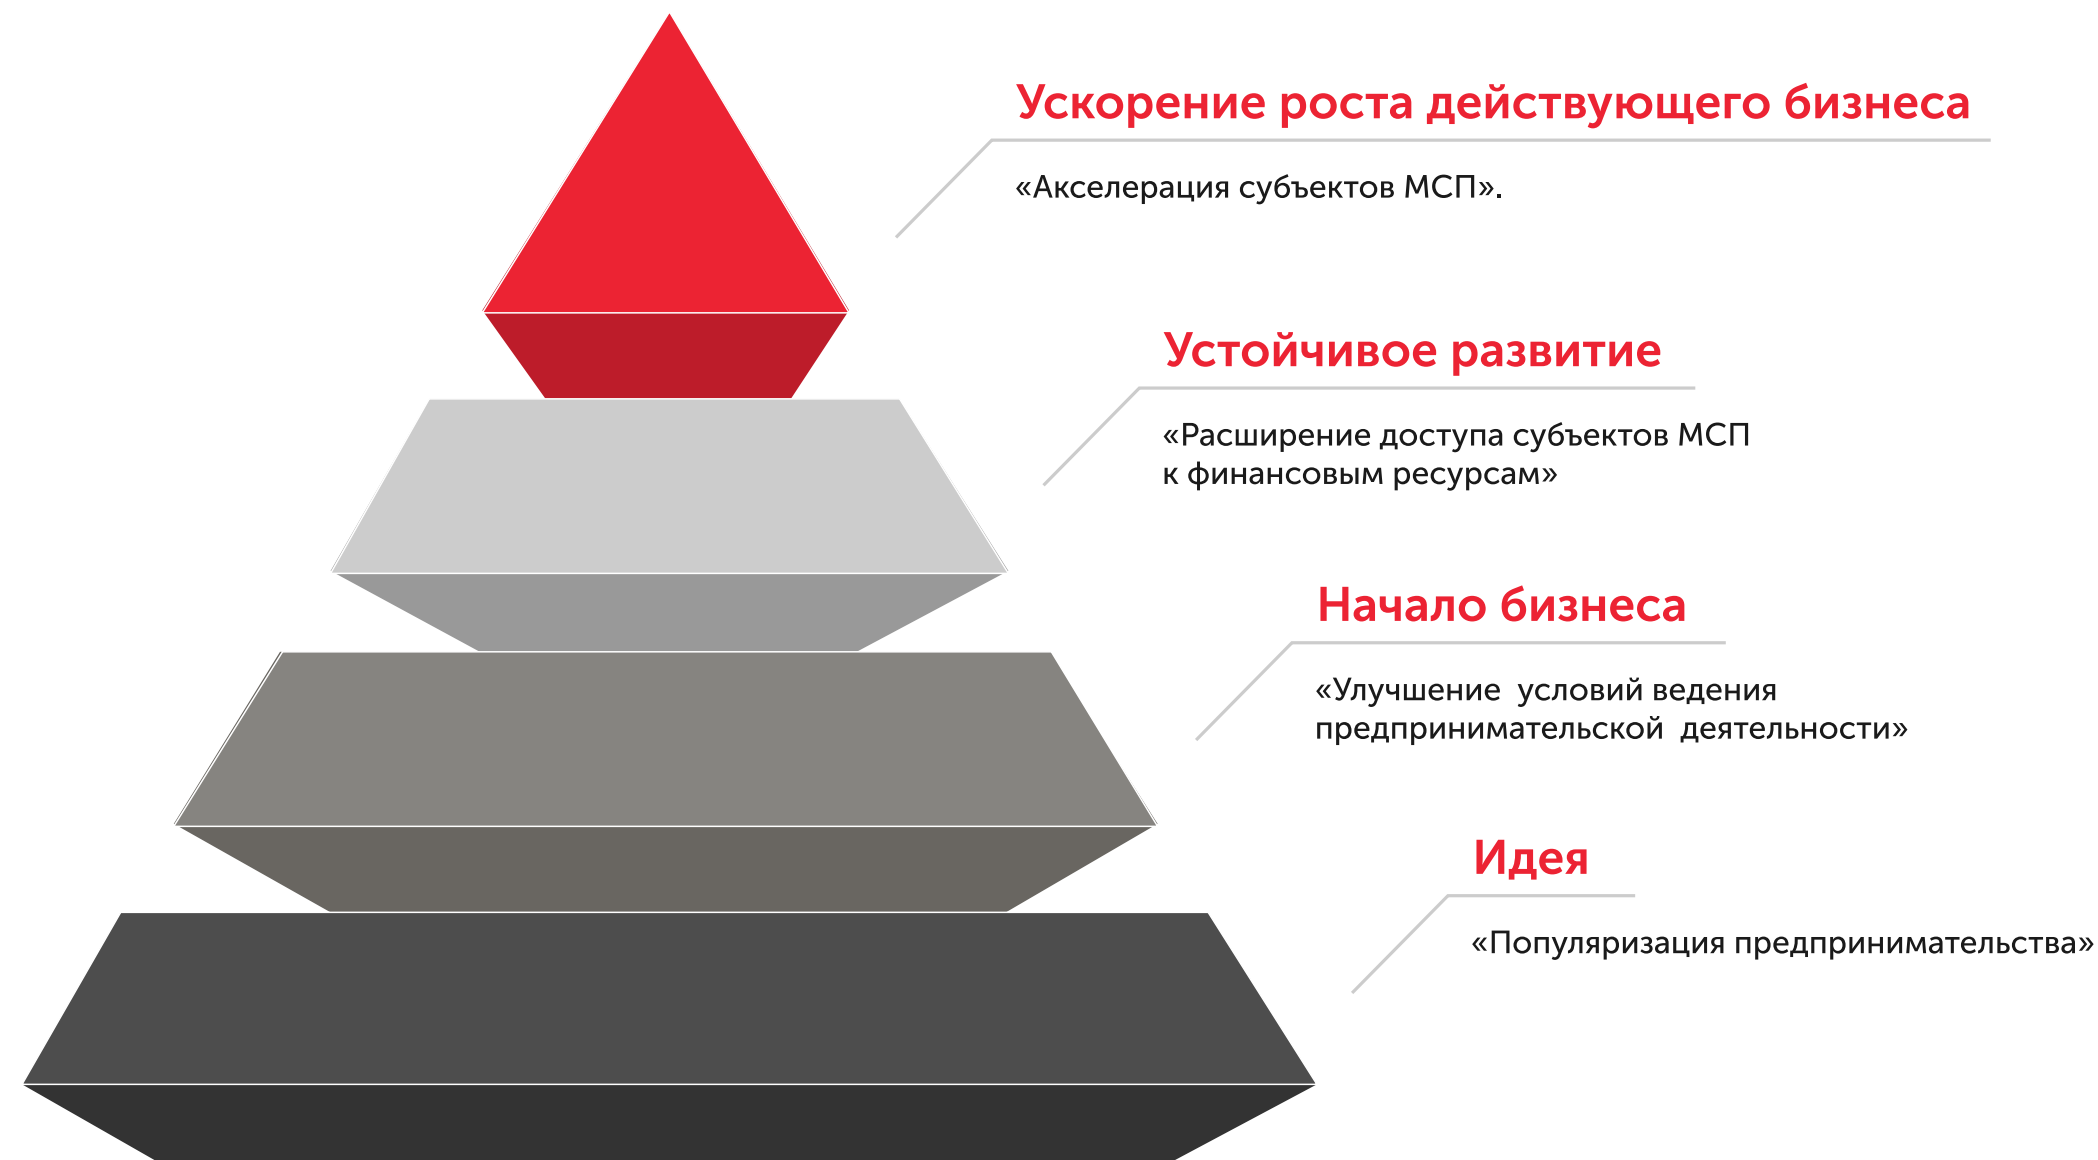 Ускорение роста действующего бизнеса
«Акселерация субъектов МСП».
Устойчивое развитие
«Расширение доступа субъектов МСП
к финансовым ресурсам»
Начало бизнеса
«Улучшение  условий ведения
предпринимательской  деятельности»
Идея
«Популяризация предпринимательства»